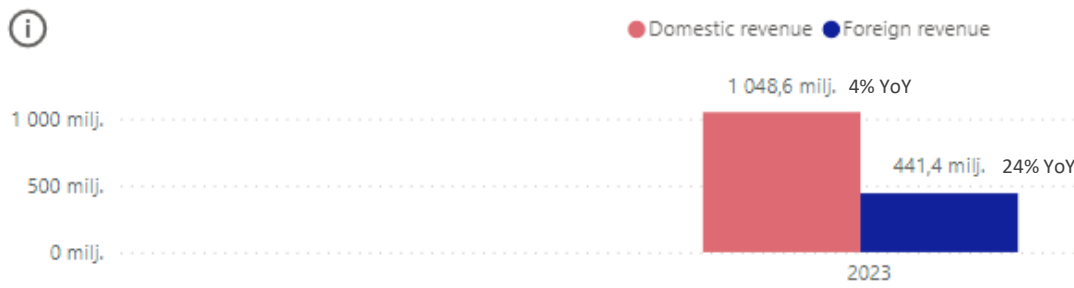 i
Domestic revenue Foreign revenue
1 048,6 milj. 4% YoY
1 000 milj.
441,4 milj. 24% YoY
500 milj.
0 milj.
2023